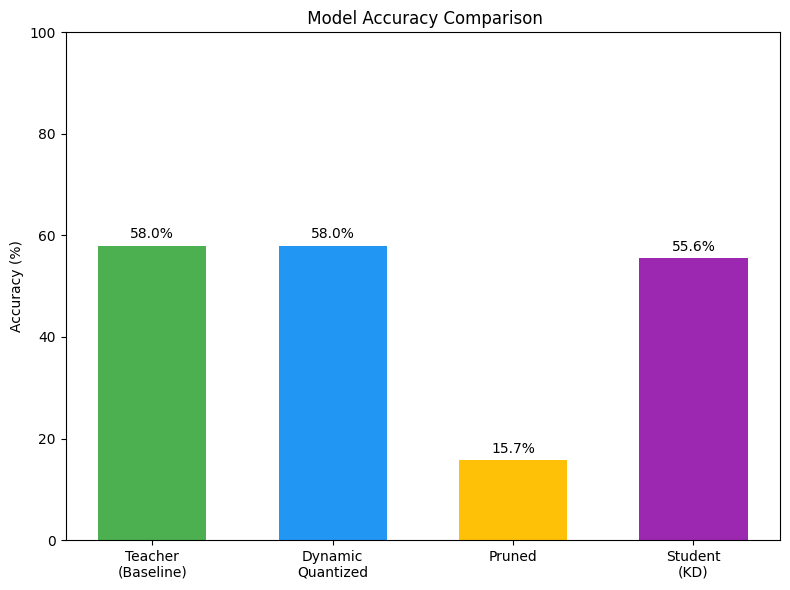 Model Accuracy Comparison
100
80
60
40
20
0
Accuracy (%)
58.0%
58.0%
15.7%
55.6%
Teacher
(Baseline)
Dynamic
Quantized
Pruned
Student
(KD)